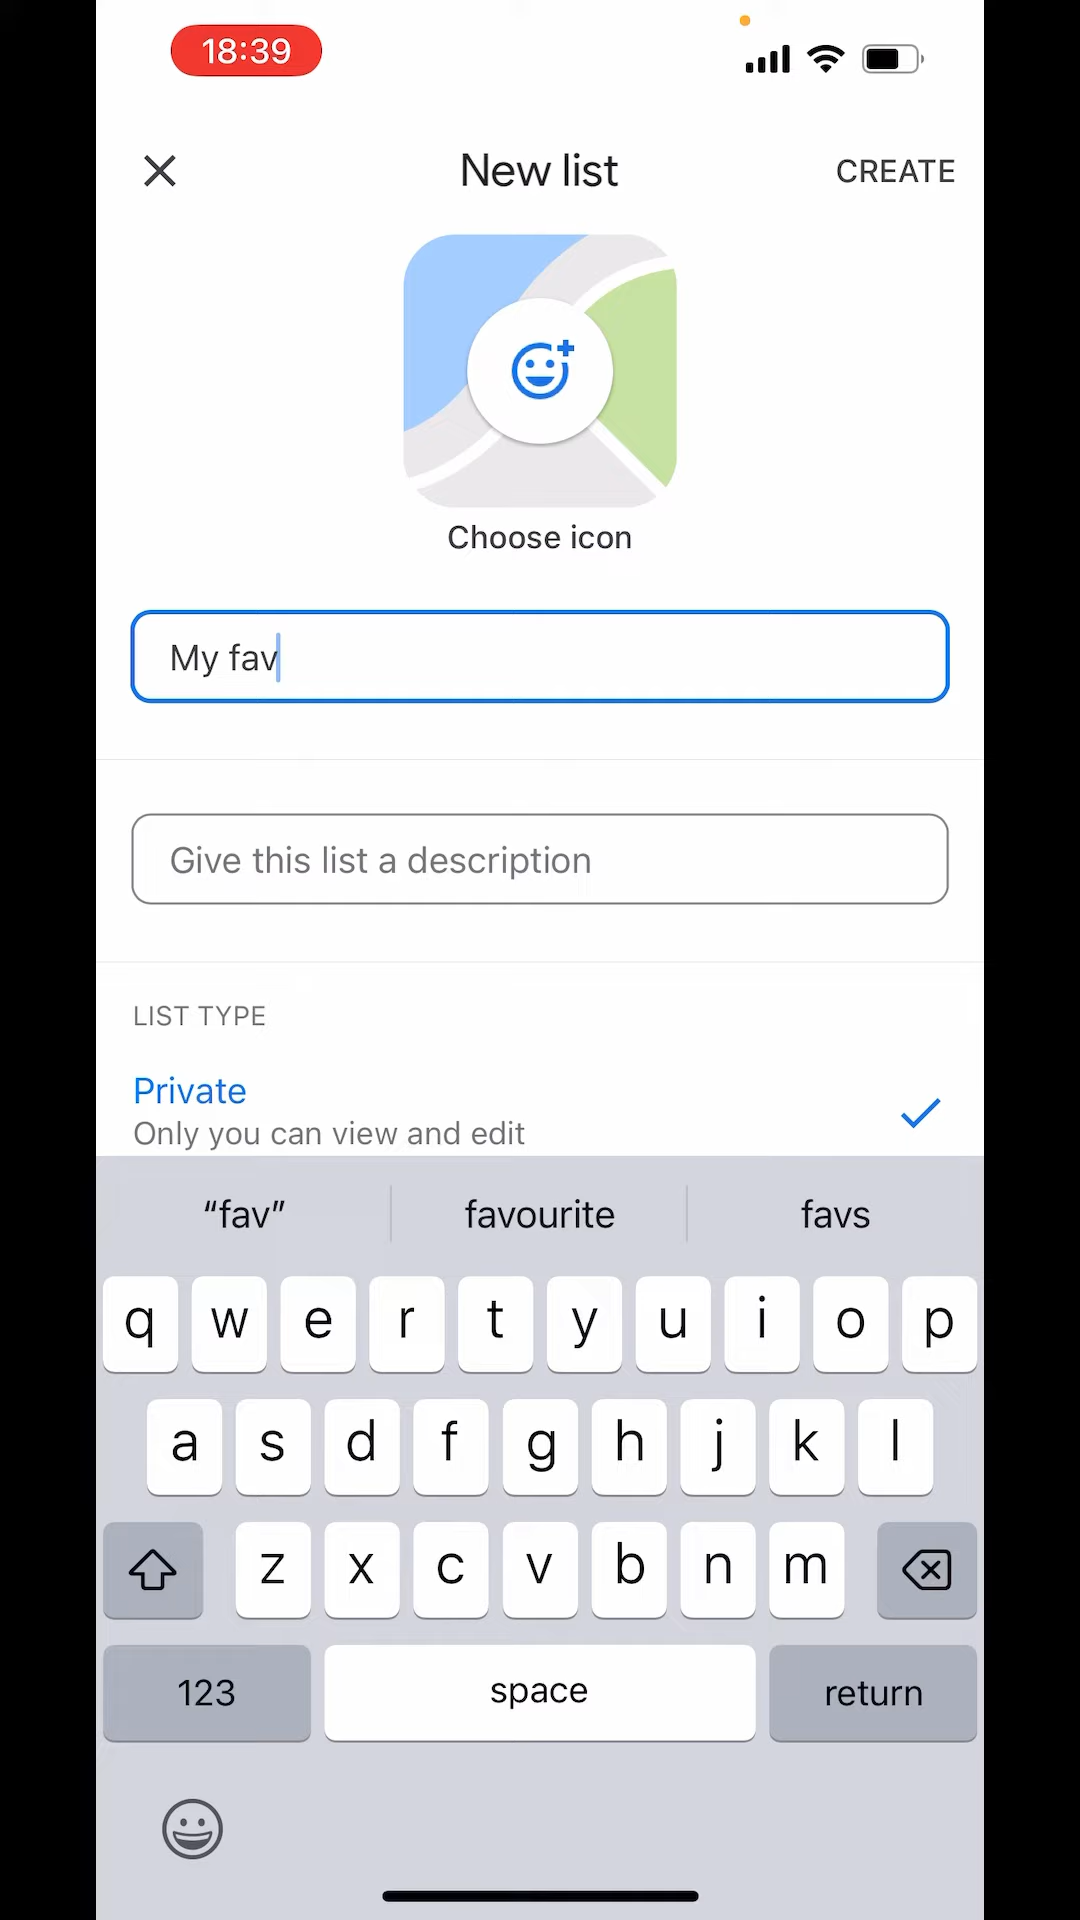 18:39
New list
CREATE
Choose icon
My fav
Give this list a description
LIST TYPE
Private
Only you can view and edit
“fav” favourite favs
q w e r t y u i o p
a s d f g h j k l
z x c v b n m
123 space return